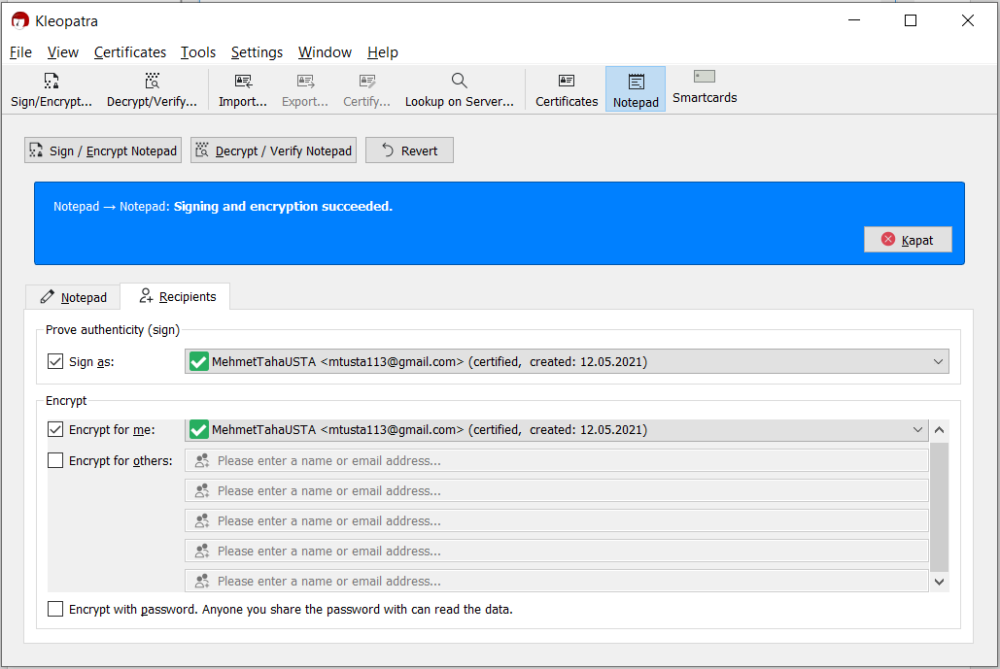 Kleopatra
File View Certificates Tools Settings Window Help
Sign/Encrypt... Decrypt/Verify... Import... Export... Certify... Lookup on Server... Certificates Notepad Smartcards
Sign / Encrypt Notepad Decrypt / Verify Notepad Revert
Notepad → Notepad: Signing and encryption succeeded.
Kapat
Notepad Recipients
Prove authenticity (sign)
Sign as: MehmetTahaUSTA <mtusta113@gmail.com> (certified, created: 12.05.2021)
Encrypt
Encrypt for me: MehmetTahaUSTA <mtusta113@gmail.com> (certified, created: 12.05.2021)
Encrypt for others: Please enter a name or email address...
Please enter a name or email address...
Please enter a name or email address...
Please enter a name or email address...
Please enter a name or email address...
Encrypt with password. Anyone you share the password with can read the data.